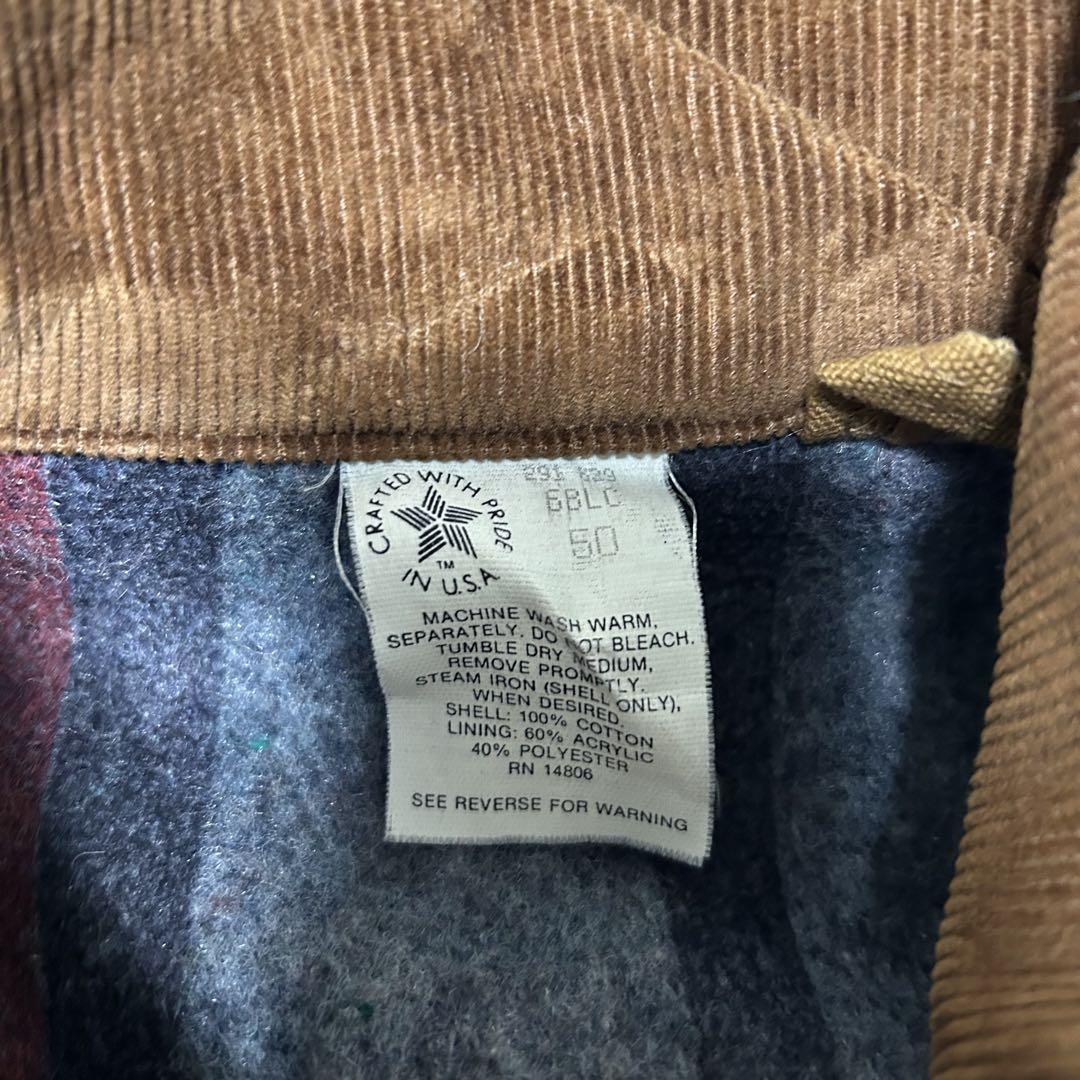 CRAFTED WITH PRIDE
TM
IN U.S.A
6BLC
50
MACHINE WASH WARM,
SEPARATELY. DO NOT BLEACH.
TUMBLE DRY MEDIUM,
REMOVE PROMPTLY.
STEAM IRON (SHELL ONLY),
WHEN DESIRED.
SHELL: 100% COTTON
LINING: 60% ACRYLIC
40% POLYESTER
RN 14806
SEE REVERSE FOR WARNING